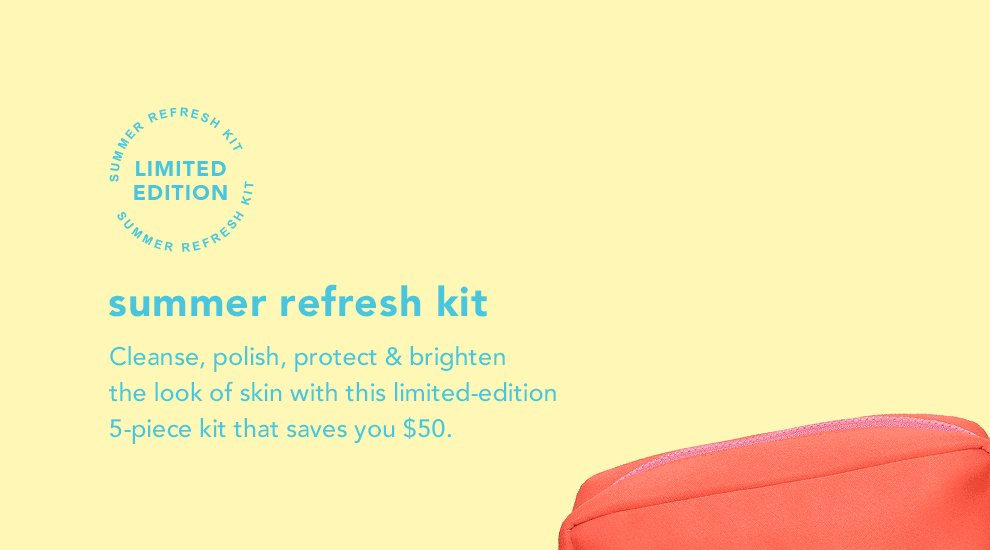 SUMMER REFRESH KIT
LIMITED
EDITION
SUMMER REFRESH KIT
summer refresh kit
Cleanse, polish, protect & brighten
the look of skin with this limited-edition
5-piece kit that saves you $50.